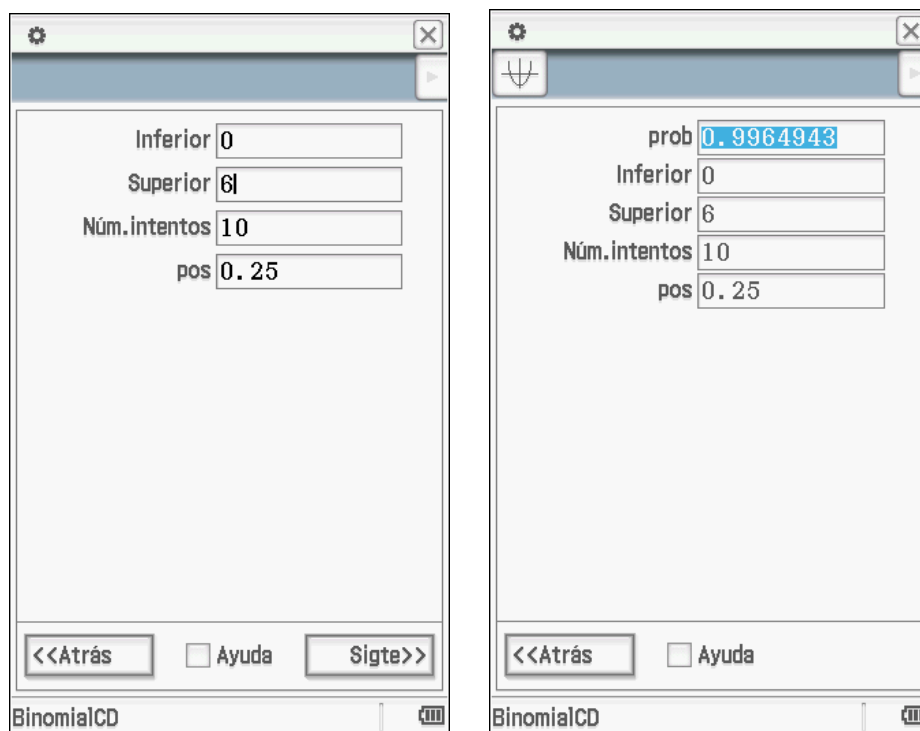 Inferior 0
Superior 6
Núm.intentos 10
pos 0.25
<<Atrás Ayuda Sigte>>
BinomialCD
prob 0.9964943
Inferior 0
Superior 6
Núm.intentos 10
pos 0.25
<<Atrás Ayuda
BinomialCD